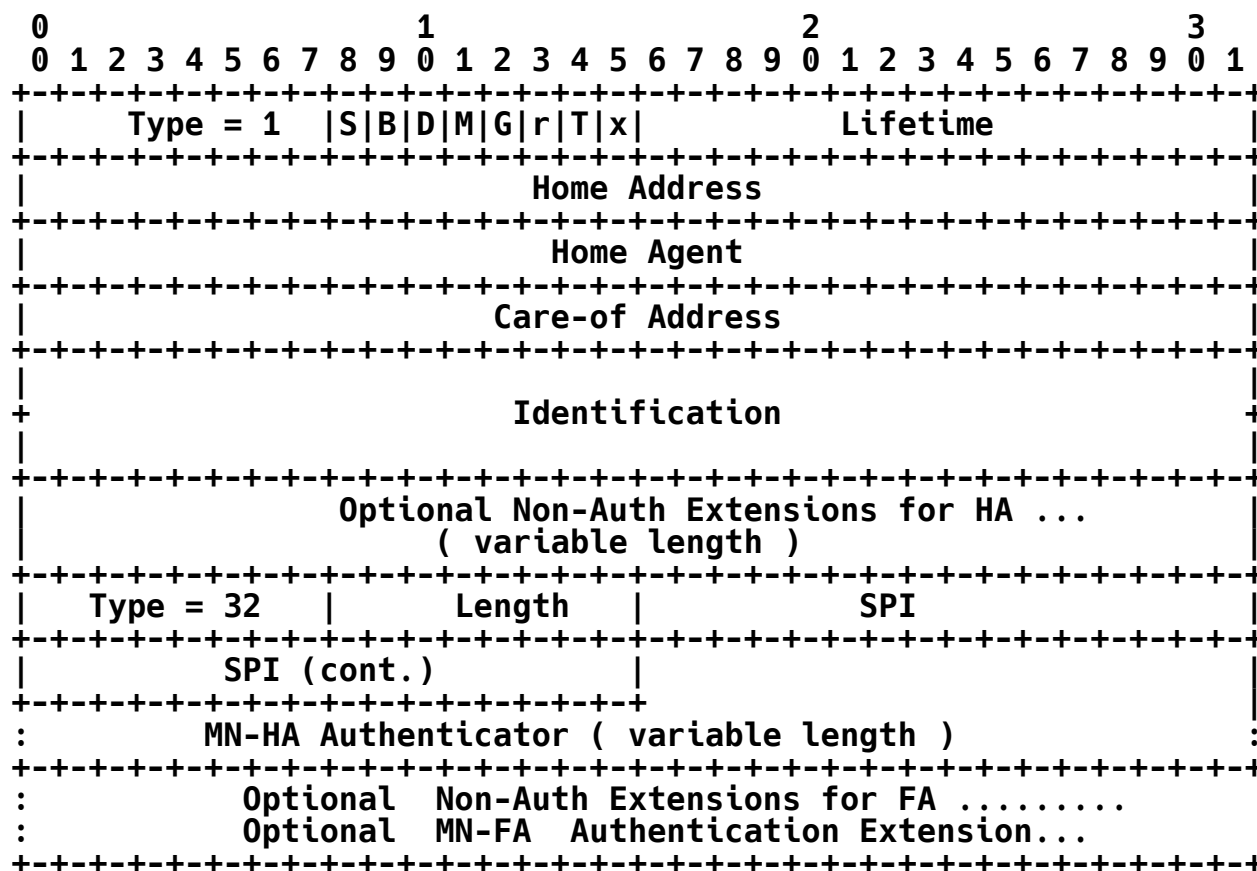 0                   1                   2                   3
 0 1 2 3 4 5 6 7 8 9 0 1 2 3 4 5 6 7 8 9 0 1 2 3 4 5 6 7 8 9 0 1
+-+-+-+-+-+-+-+-+-+-+-+-+-+-+-+-+-+-+-+-+-+-+-+-+-+-+-+-+-+-+-+-+
|     Type = 1  |S|B|D|M|G|r|T|x|          Lifetime             |
+-+-+-+-+-+-+-+-+-+-+-+-+-+-+-+-+-+-+-+-+-+-+-+-+-+-+-+-+-+-+-+-+
|                          Home Address                         |
+-+-+-+-+-+-+-+-+-+-+-+-+-+-+-+-+-+-+-+-+-+-+-+-+-+-+-+-+-+-+-+-+
|                           Home Agent                          |
+-+-+-+-+-+-+-+-+-+-+-+-+-+-+-+-+-+-+-+-+-+-+-+-+-+-+-+-+-+-+-+-+
|                        Care-of Address                        |
+-+-+-+-+-+-+-+-+-+-+-+-+-+-+-+-+-+-+-+-+-+-+-+-+-+-+-+-+-+-+-+-+
|                                                               |
+                         Identification                        +
|                                                               |
+-+-+-+-+-+-+-+-+-+-+-+-+-+-+-+-+-+-+-+-+-+-+-+-+-+-+-+-+-+-+-+-+
|                Optional Non-Auth Extensions for HA ...        |
|                     ( variable length )                       |
+-+-+-+-+-+-+-+-+-+-+-+-+-+-+-+-+-+-+-+-+-+-+-+-+-+-+-+-+-+-+-+-+
|   Type = 32   |      Length   |           SPI                 |
+-+-+-+-+-+-+-+-+-+-+-+-+-+-+-+-+-+-+-+-+-+-+-+-+-+-+-+-+-+-+-+-+
|          SPI (cont.)          |                               |
+-+-+-+-+-+-+-+-+-+-+-+-+-+-+-+-+                               |
:         MN-HA Authenticator ( variable length )               :
+-+-+-+-+-+-+-+-+-+-+-+-+-+-+-+-+-+-+-+-+-+-+-+-+-+-+-+-+-+-+-+-+
:           Optional  Non-Auth Extensions for FA .........
:           Optional  MN-FA  Authentication Extension...
+-+-+-+-+-+-+-+-+-+-+-+-+-+-+-+-+-+-+-+-+-+-+-+-+-+-+-+-+-+-+-+-+